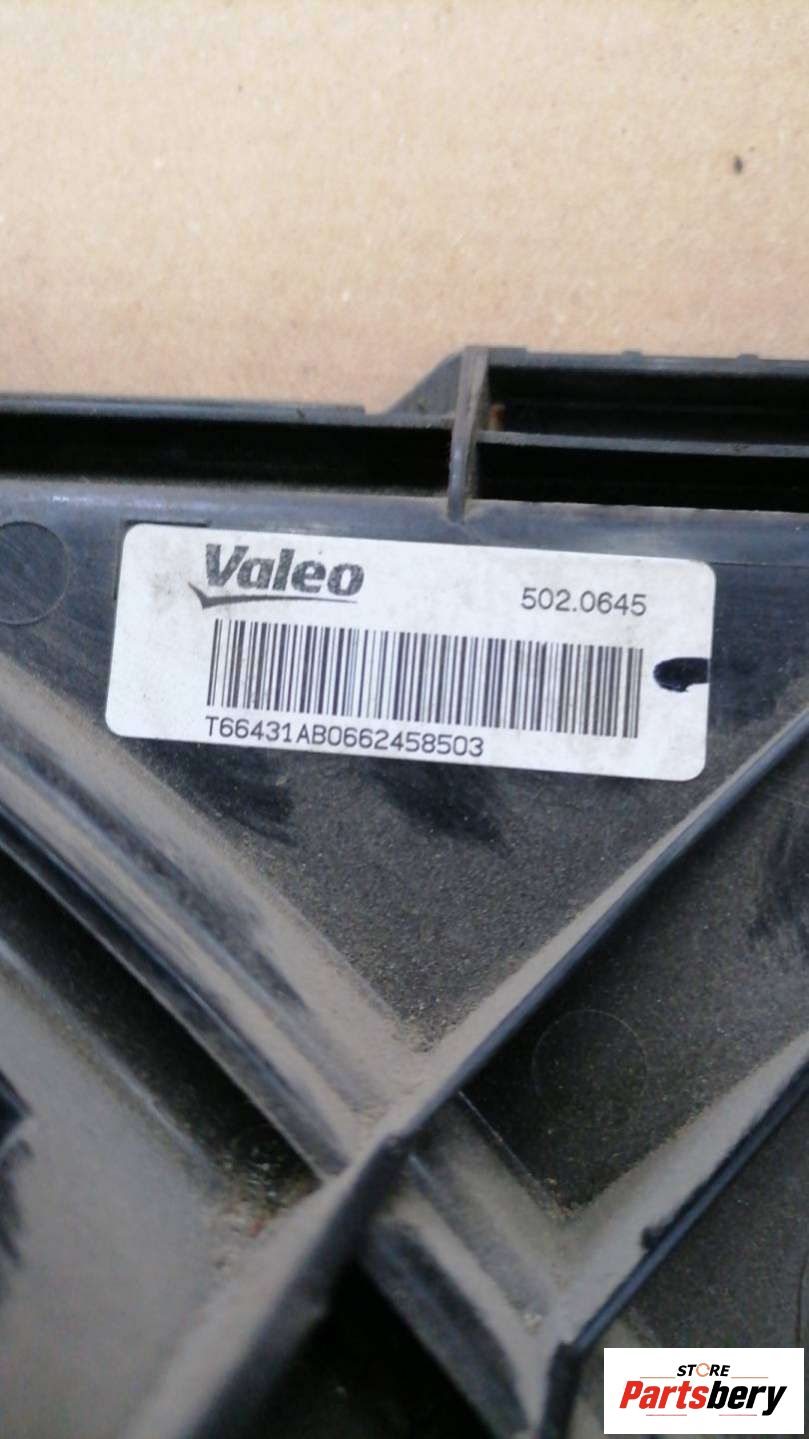 Valeo
502.0645
T66431AB0662458503
STORE
Partsbery